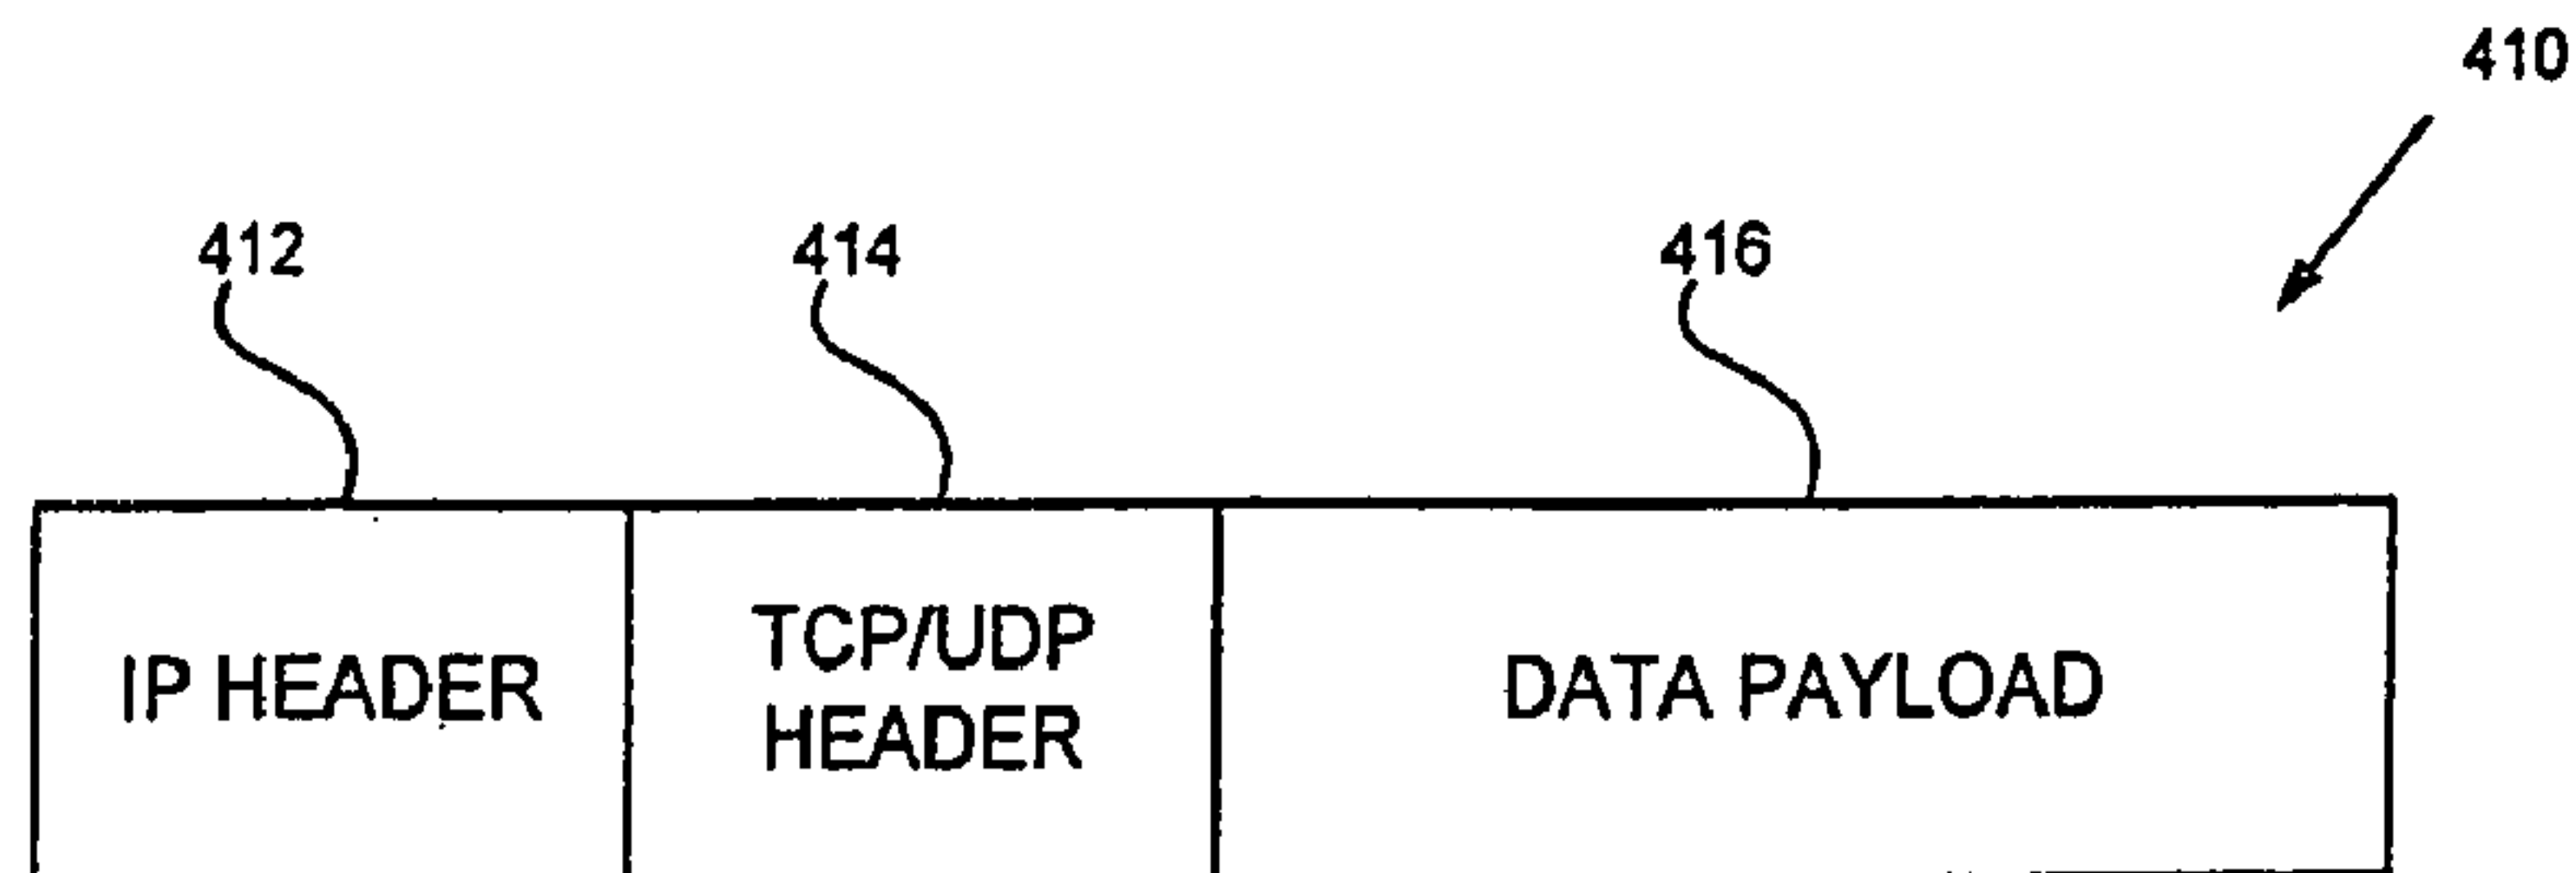 410
412
414
416
IP HEADER
TCP/UDP
HEADER
DATA PAYLOAD